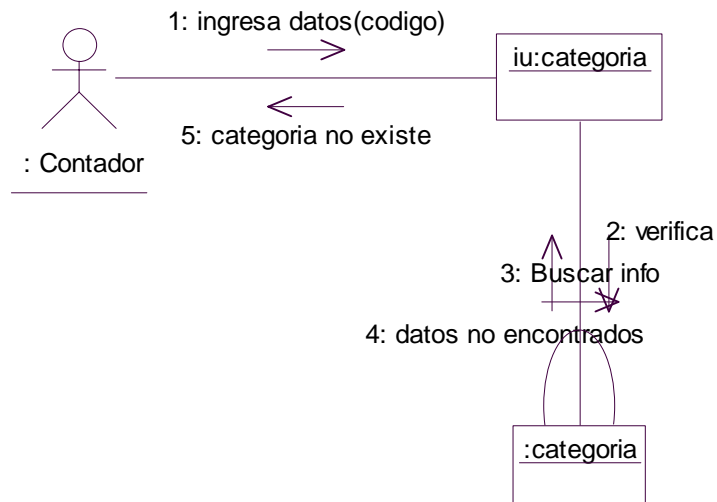 1: ingresa datos(codigo)
iu:categoria
5: categoria no existe
: Contador
2: verifica
3: Buscar info
4: datos no encontrados
:categoria